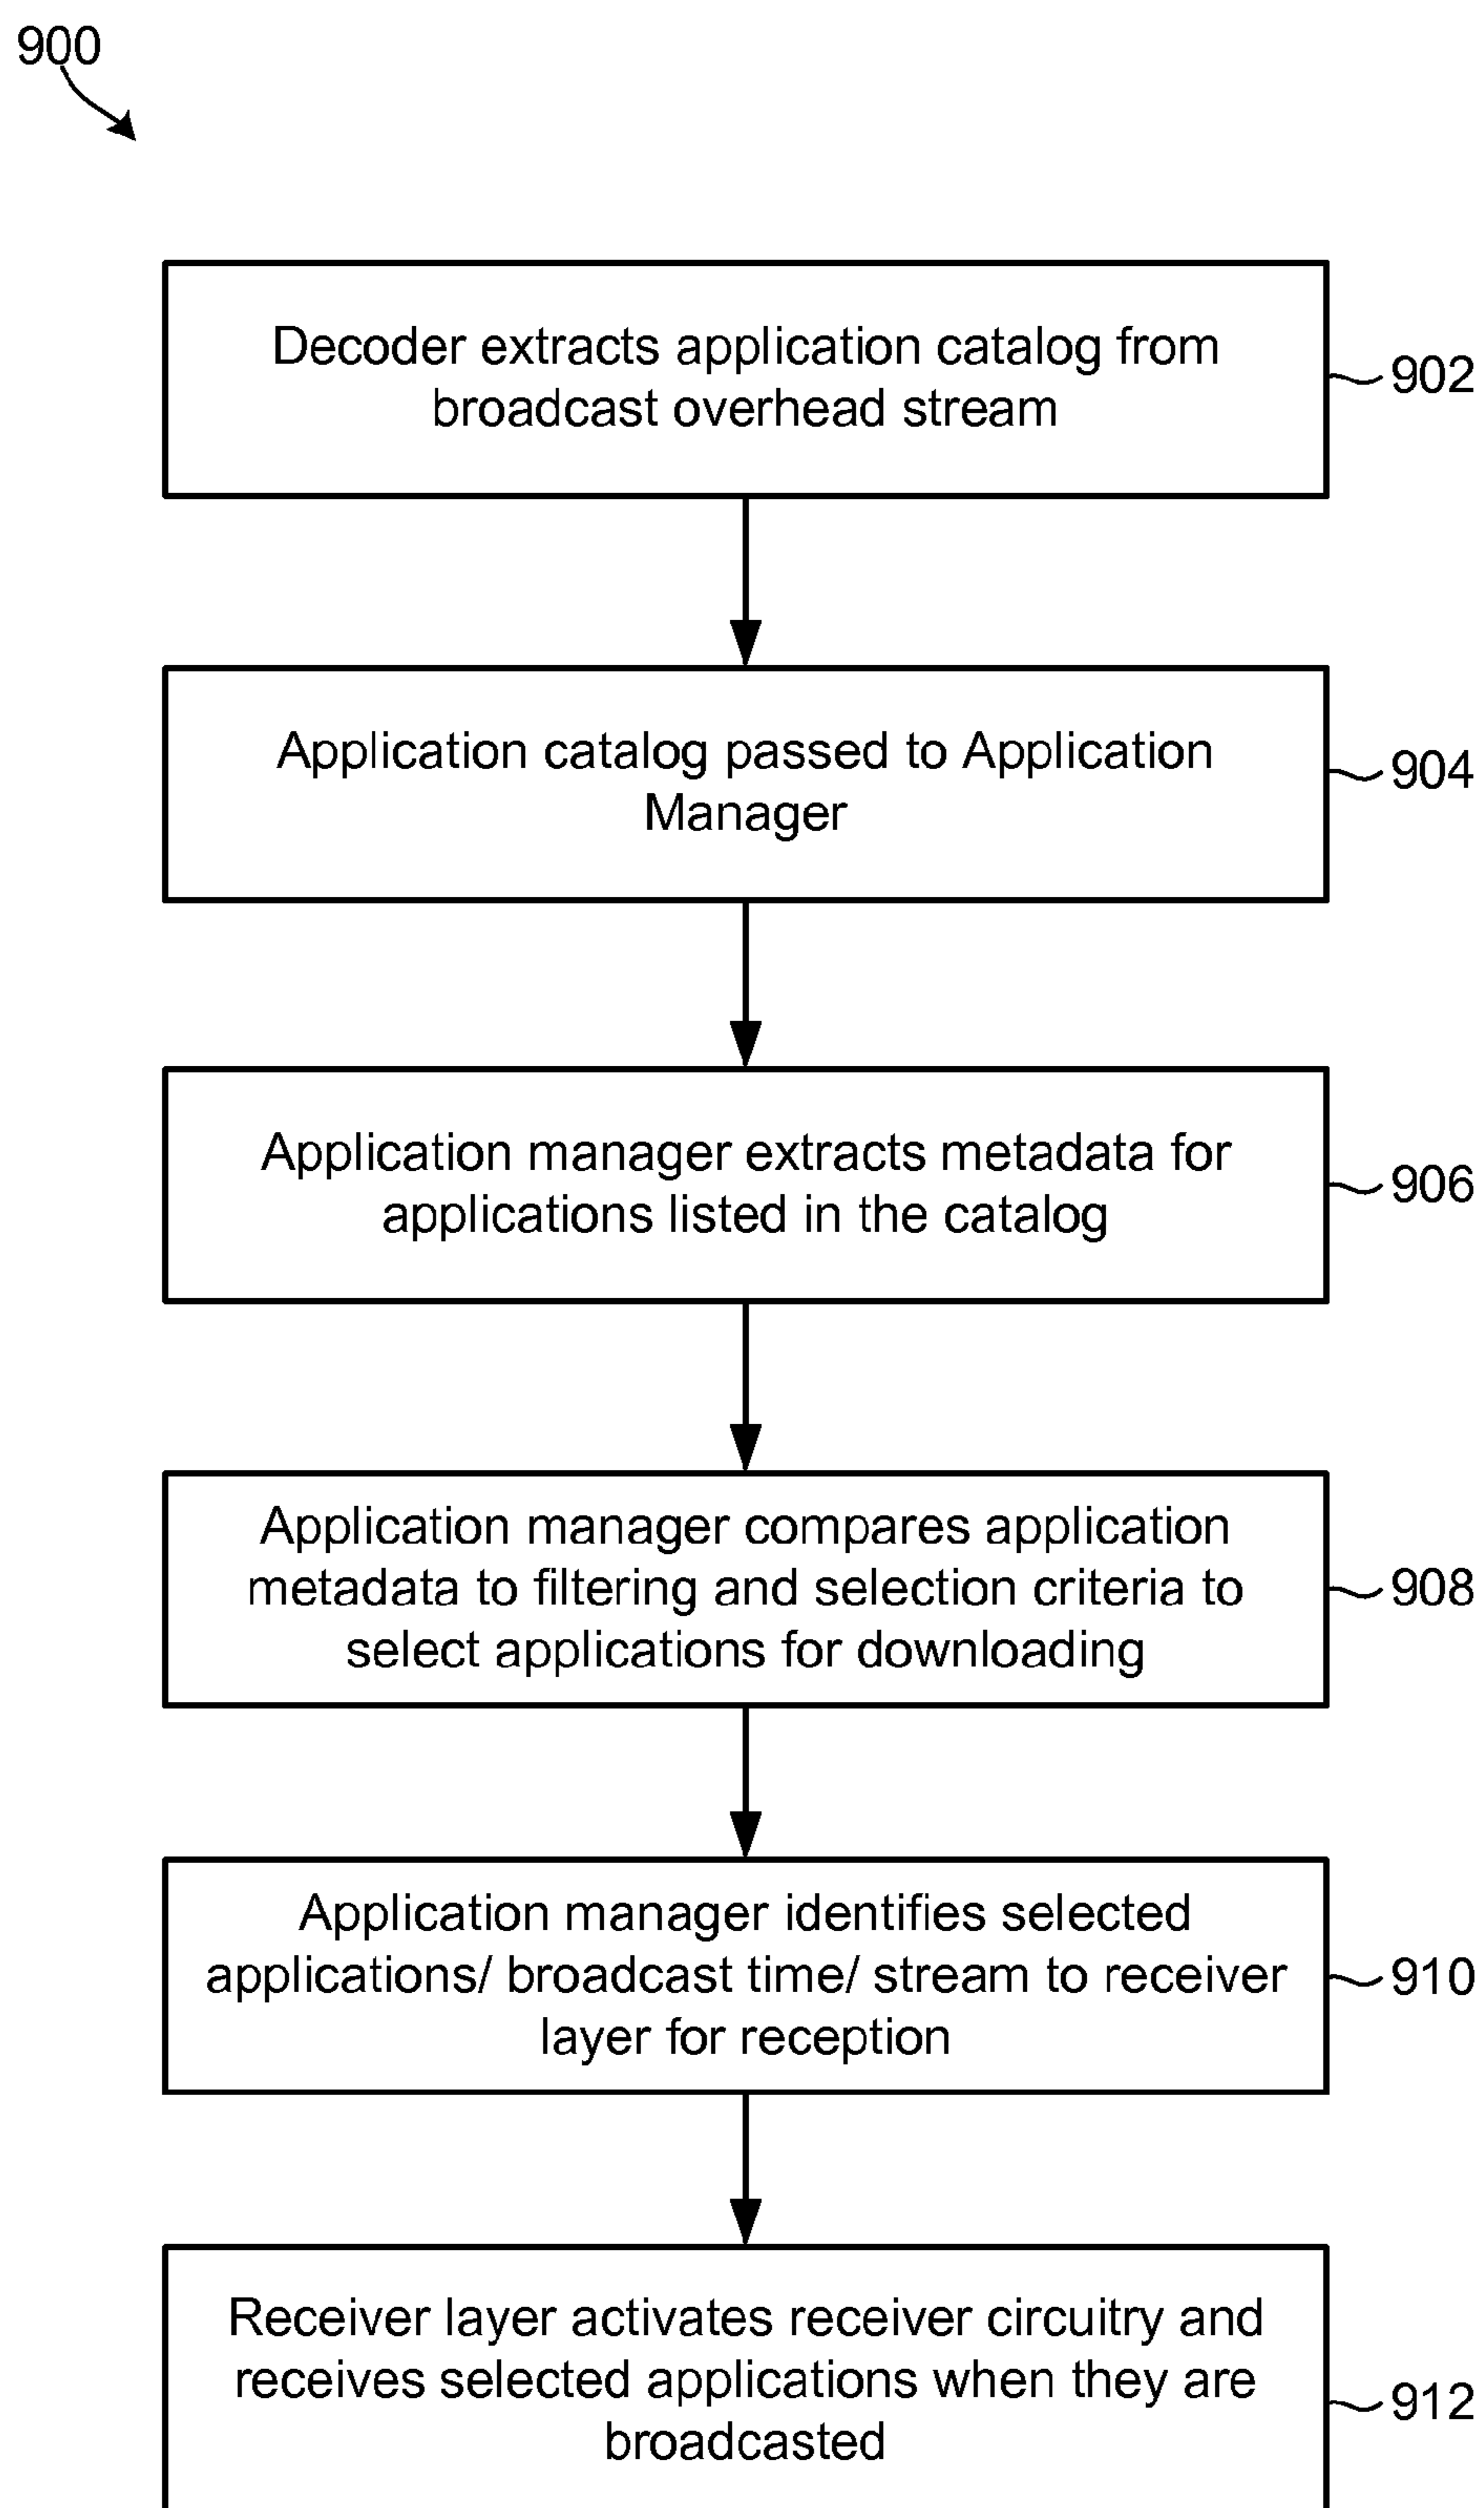 900
Decoder extracts application catalog from
broadcast overhead stream
902
Application catalog passed to Application
Manager
904
Application manager extracts metadata for
applications listed in the catalog
906
Application manager compares application
metadata to filtering and selection criteria to
select applications for downloading
908
Application manager identifies selected
applications/ broadcast time/ stream to receiver
layer for reception
910
Receiver layer activates receiver circuitry and
receives selected applications when they are
broadcasted
912